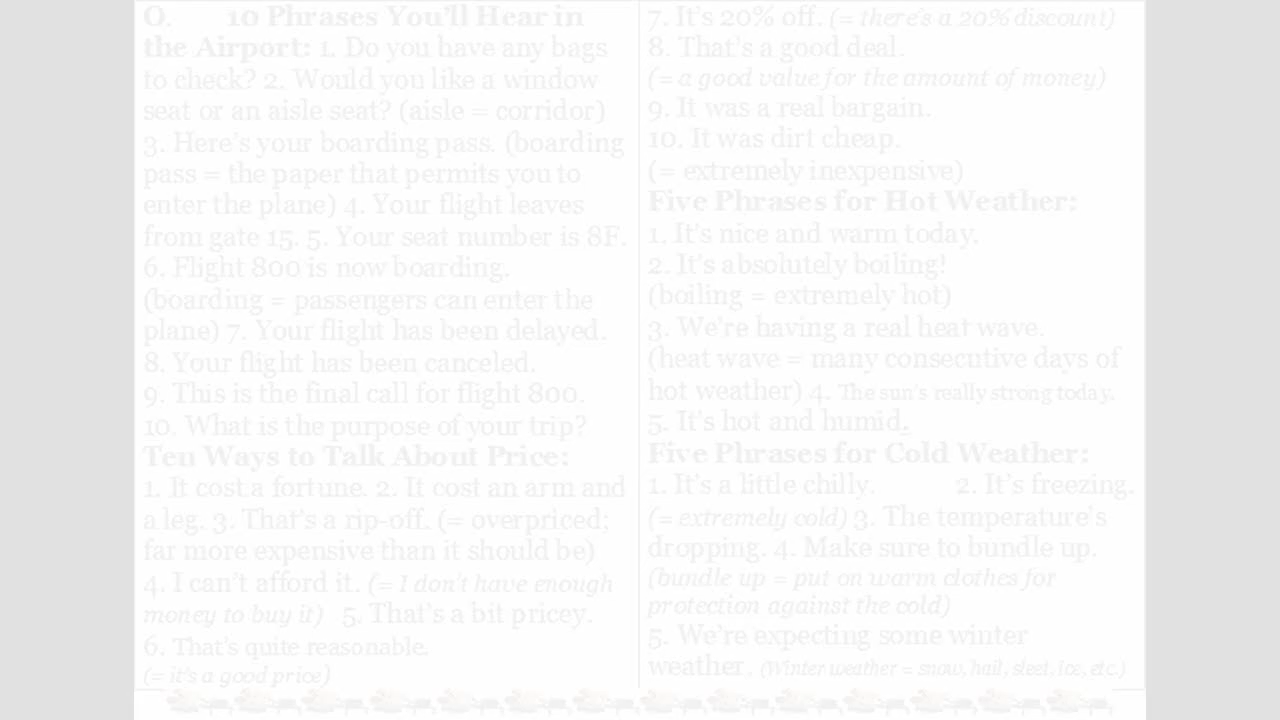 O. 10 Phrases You'll Hear in
the Airport: 1. Do you have any bags
to check? 2. Would you like a window
seat or an aisle seat? (aisle = corridor)
3. Here's your boarding pass. (boarding
pass = the paper that permits you to
enter the plane) 4. Your flight leaves
from gate 15. 5. Your seat number is 8F.
6. Flight 800 is now boarding.
(boarding = passengers can enter the
plane) 7. Your flight has been delayed.
8. Your flight has been canceled.
9. This is the final call for flight 800.
10. What is the purpose of your trip?
Ten Ways to Talk About Price:
1. It cost a fortune. 2. It cost an arm and
a leg. 3. That's a rip-off. (= overpriced;
far more expensive than it should be)
4. I can't afford it. (= I don't have enough
money to buy it) 5. That's a bit pricey.
6. That's quite reasonable.
(= it's a good price)
7. It's 20% off. (= there's a 20% discount)
8. That's a good deal.
(= a good value for the amount of money)
9. It was a real bargain.
10. It was dirt cheap.
(= extremely inexpensive)
Five Phrases for Hot Weather:
1. It's nice and warm today.
2. It's absolutely boiling!
(boiling = extremely hot)
3. We're having a real heat wave.
(heat wave = many consecutive days of
hot weather) 4. The sun's really strong today.
5. It's hot and humid.
Five Phrases for Cold Weather:
1. It's a little chilly. 2. It's freezing.
(= extremely cold) 3. The temperature's
dropping. 4. Make sure to bundle up.
(bundle up = put on warm clothes for
protection against the cold)
5. We're expecting some winter
weather. (Winter weather = snow, hail, sleet, ice, etc.)